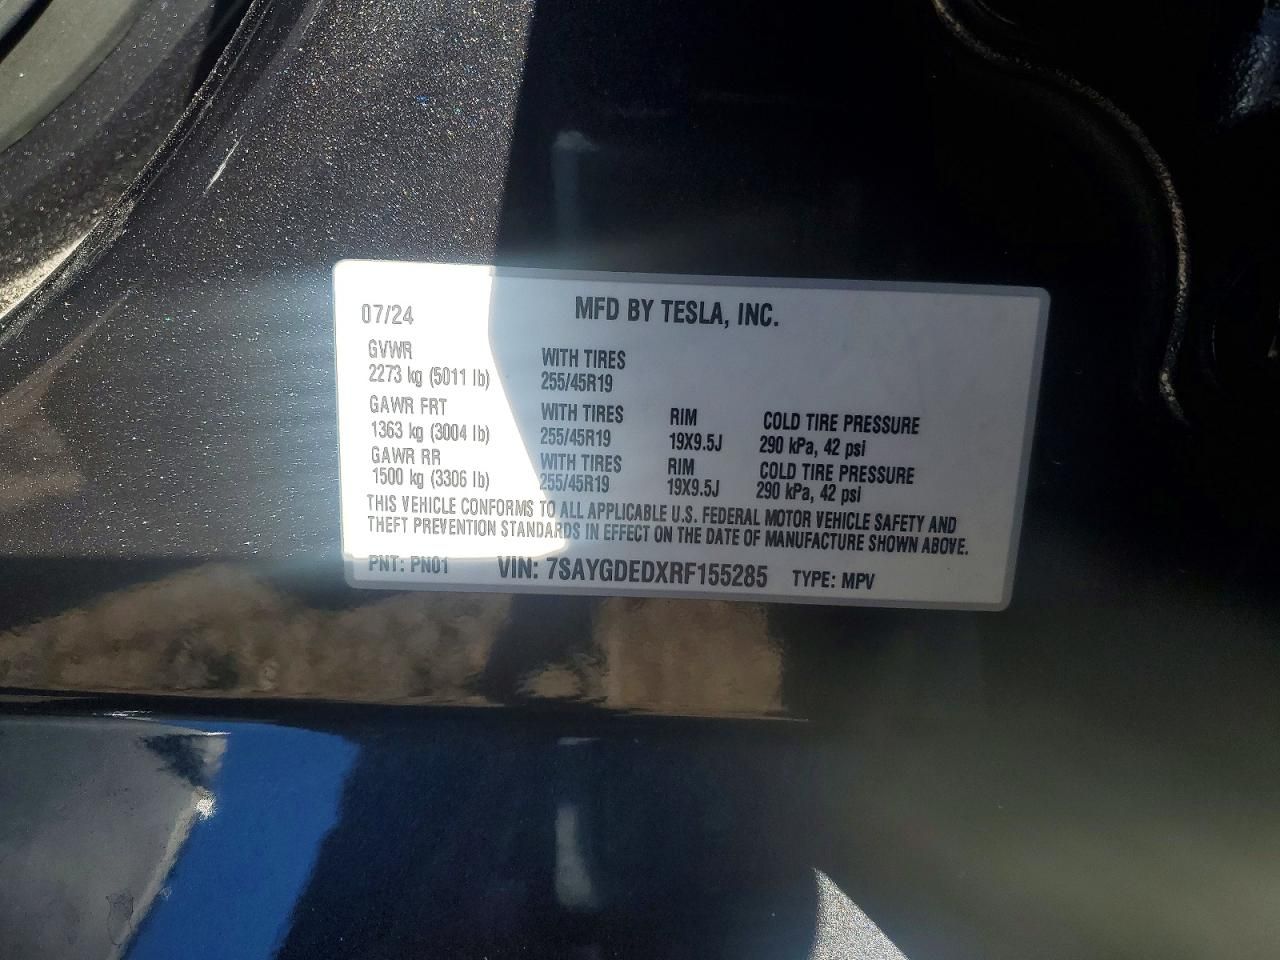 07/24 MFD BY TESLA, INC.
GVWR WITH TIRES
2273 kg (5011 lb) 255/45R19
GAWR FRT WITH TIRES RIM COLD TIRE PRESSURE
1363 kg (3004 lb) 255/45R19 19X9.5J 290 kPa, 42 psi
GAWR RR WITH TIRES RIM COLD TIRE PRESSURE
1500 kg (3306 lb) 255/45R19 19X9.5J 290 kPa, 42 psi
THIS VEHICLE CONFORMS TO ALL APPLICABLE U.S. FEDERAL MOTOR VEHICLE SAFETY AND
THEFT PREVENTION STANDARDS IN EFFECT ON THE DATE OF MANUFACTURE SHOWN ABOVE.
PNT: PN01 VIN: 7SAYGDEDXRF155285 TYPE: MPV